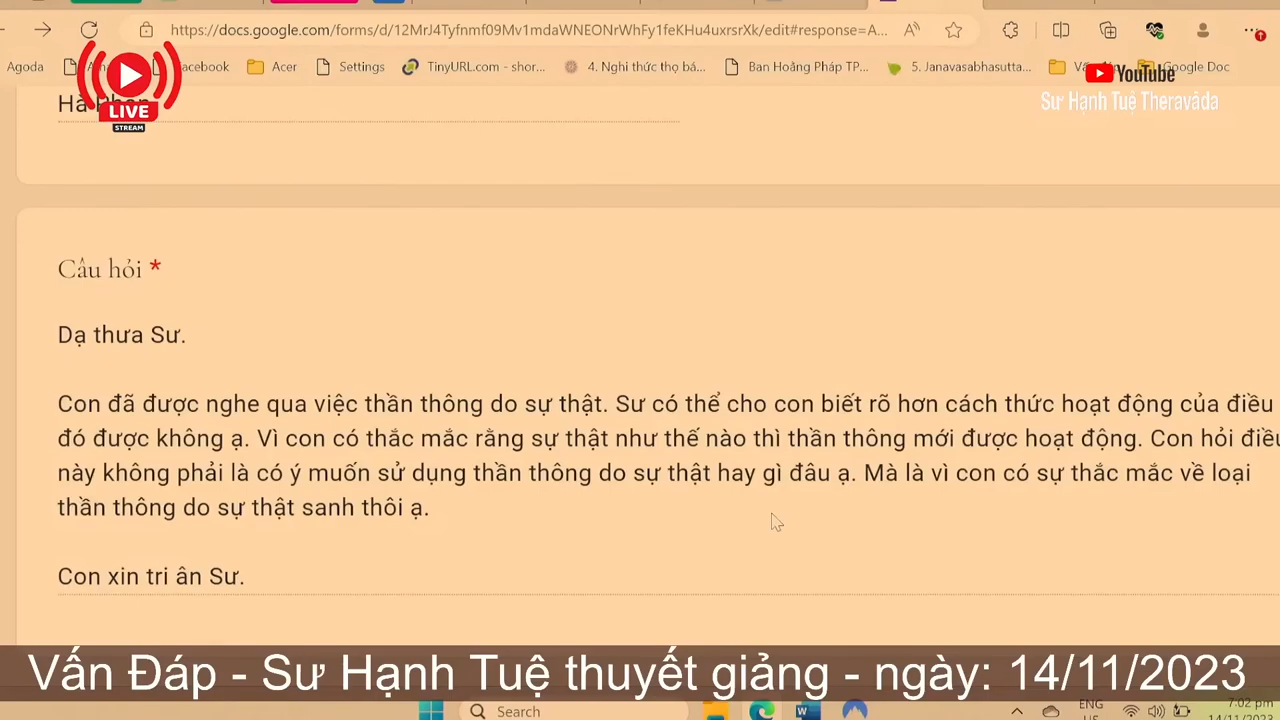 https://docs.google.com/forms/d/12MrJ4Tyfnmf09Mv1mdaWNEONrWhFy1feKHu4uxrsrXk/edit#response=A...
Agoda
facebook
Acer
Settings
TinyURL.com - shor...
4. Nghi thức thọ bá...
Ban Hoằng Pháp TP...
5. Janavasabhasutta...
Google Doc
LIVE
STREAM
YouTube
Sư Hạnh Tuệ Theravāda
Hà
Câu hỏi *
Dạ thưa Sư.
Con đã được nghe qua việc thần thông do sự thật. Sư có thể cho con biết rõ hơn cách thức hoạt động của điều
đó được không ạ. Vì con có thắc mắc rằng sự thật như thế nào thì thần thông mới được hoạt động. Con hỏi điều
này không phải là có ý muốn sử dụng thần thông do sự thật hay gì đâu ạ. Mà là vì con có sự thắc mắc về loại
thần thông do sự thật sanh thôi ạ.
Con xin tri ân Sư.
Vấn Đáp - Sư Hạnh Tuệ thuyết giảng - ngày: 14/11/2023
Search
ENG
7:02 pm
14/11/2023